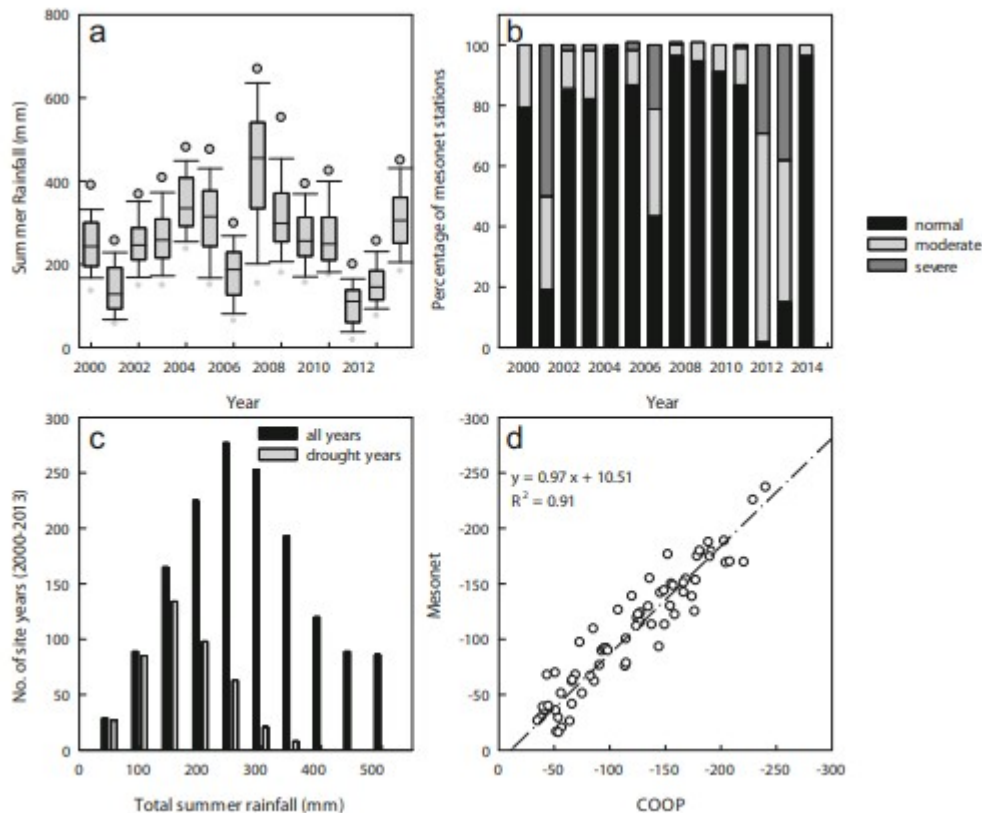 a
800
600
400
200
0
Summer Rainfall (mm)
2000 2002 2004 2006 2008 2010 2012
Year
b
100
80
60
40
20
0
Percentage of mesonet stations
2000 2002 2004 2006 2008 2010 2012 2014
Year
normal
moderate
severe
c
300
250
200
150
100
50
0
No. of site years (2000-2013)
all years
drought years
0 100 200 300 400 500
Total summer rainfall (mm)
d
-300
-250
-200
-150
-100
-50
0
Mesonet
y = 0.97 x + 10.51
R² = 0.91
0 -50 -100 -150 -200 -250 -300
COOP